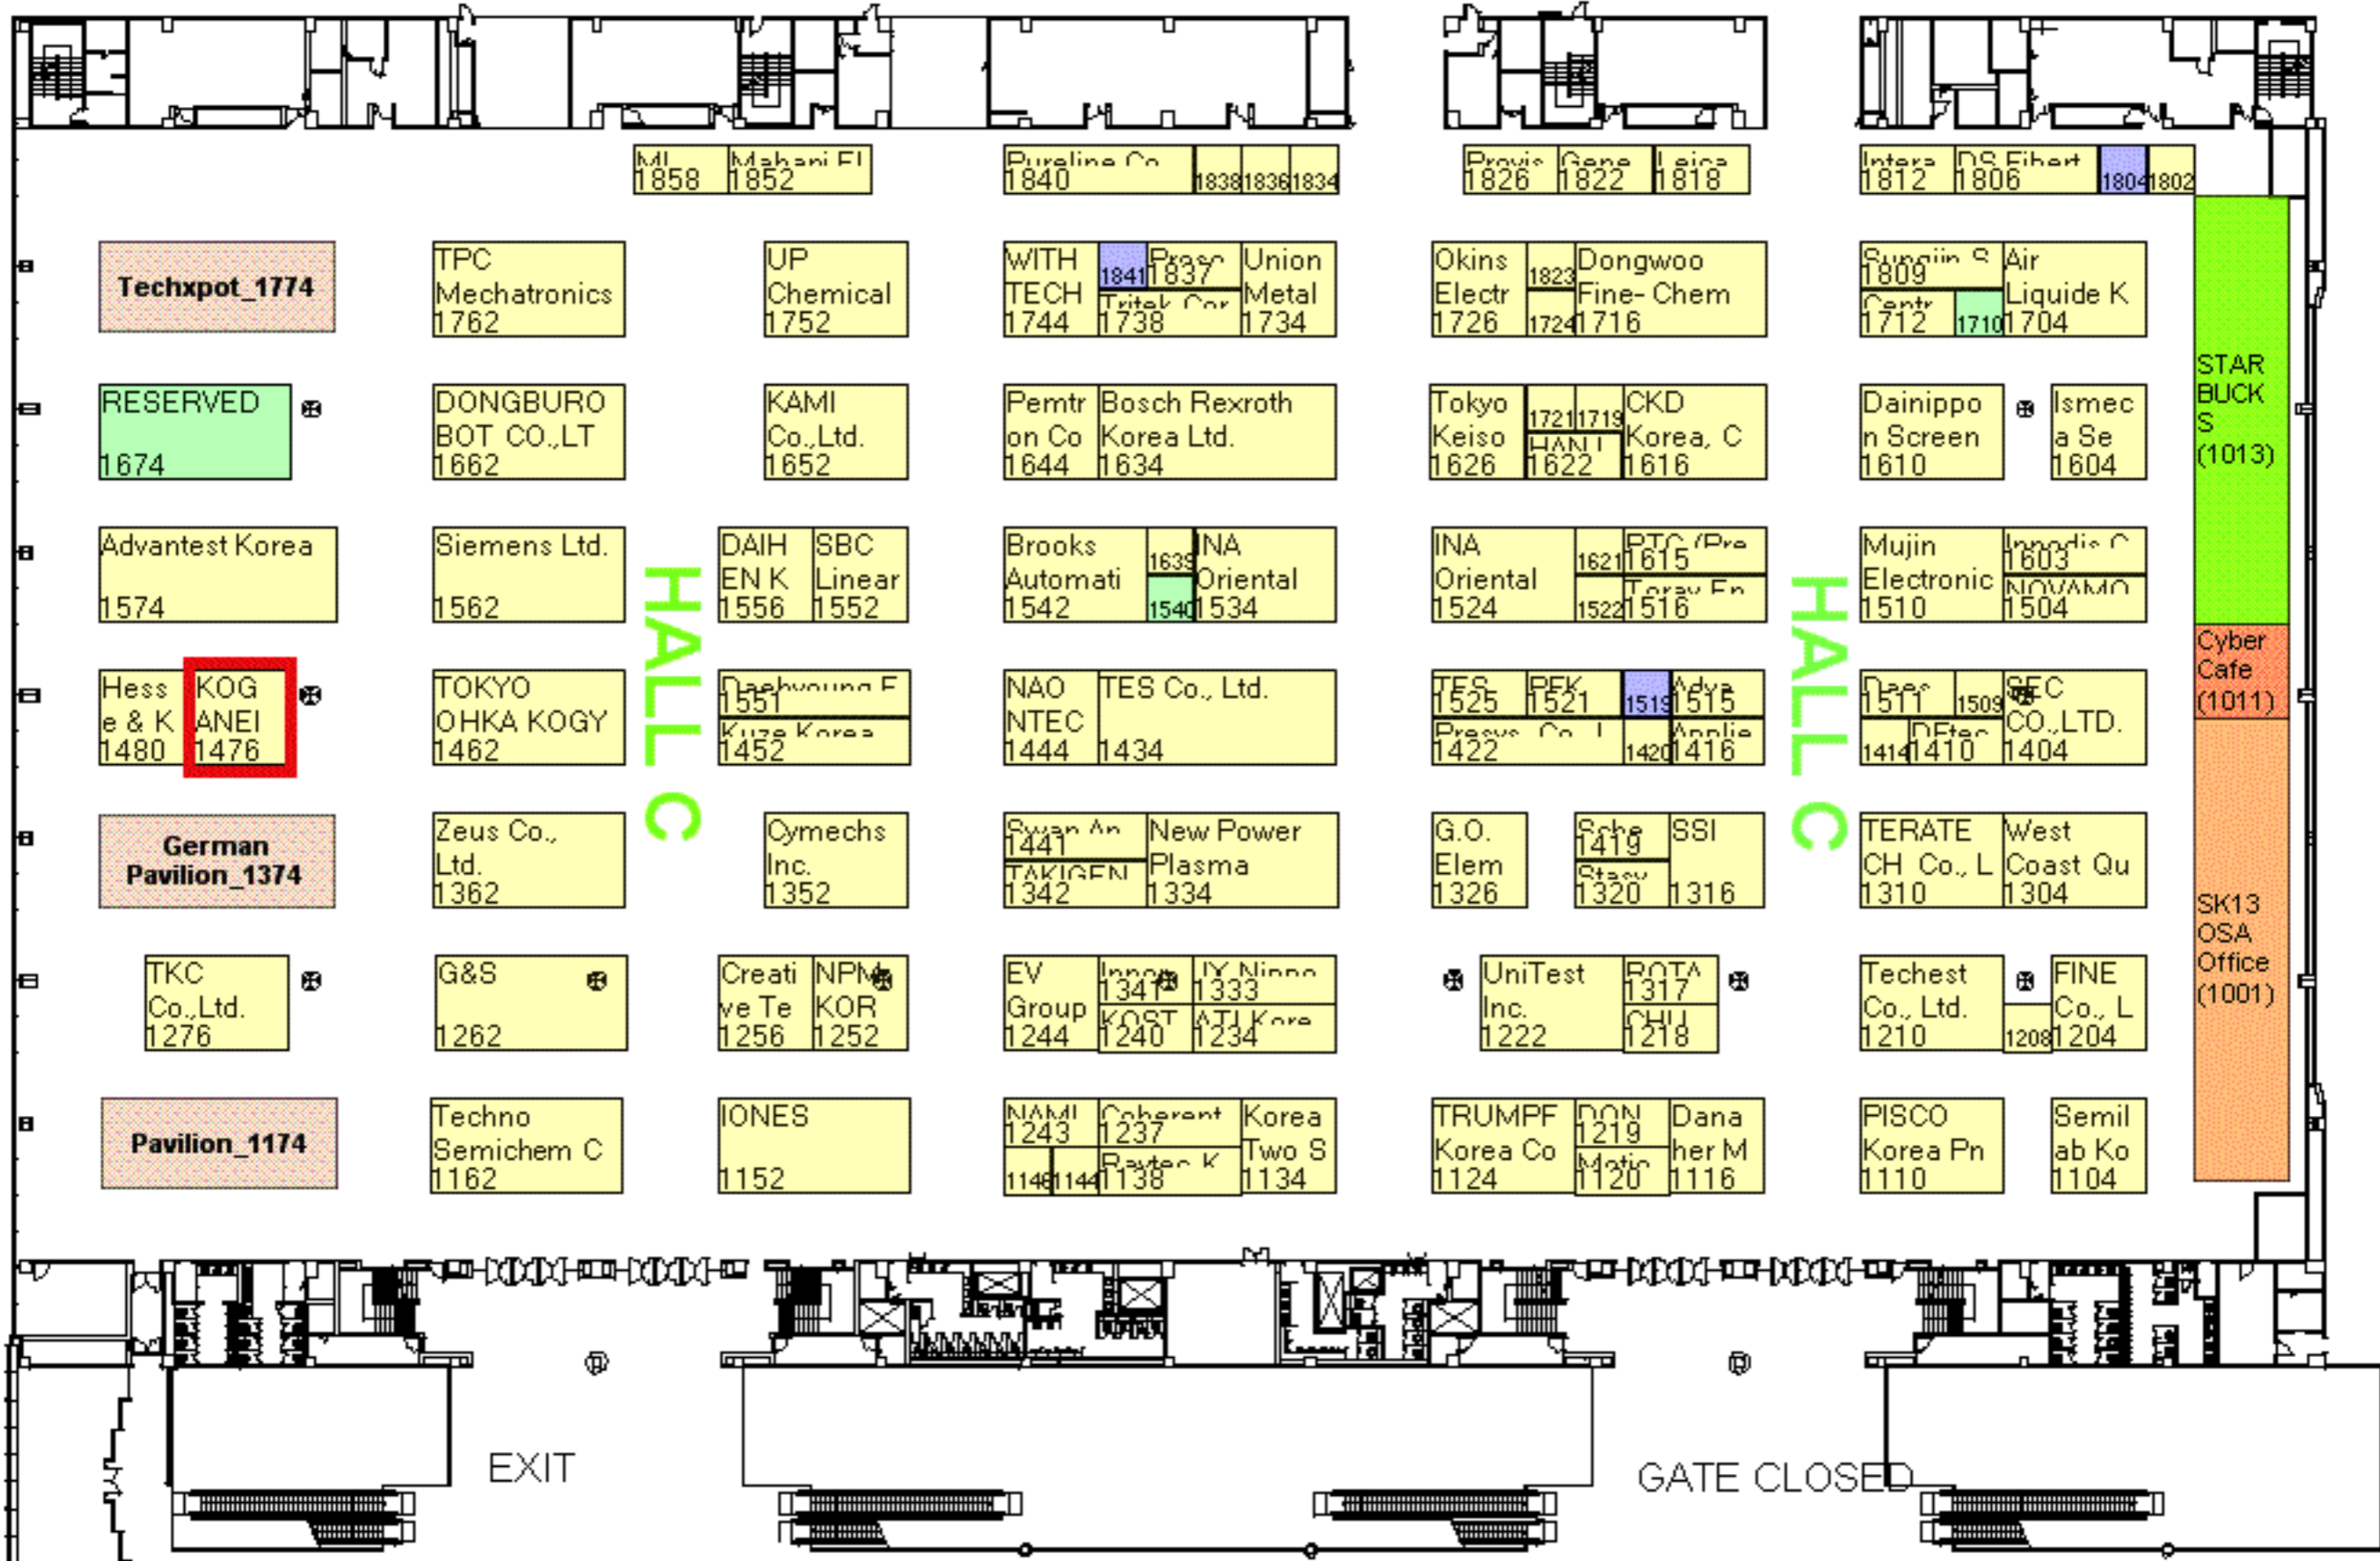 1858
1852
Pureline Co
1840
1838
1836
1834
1826
Gene
1822
Leica
1818
1812
1806
1804
1802
Techxpot_1774
TPC
Mechatronics
1762
UP
Chemical
1752
WITH
TECH
1744
1841
1837
1738
Union
Metal
1734
Okins
Electr
1726
1823
1724
Dongwoo
Fine- Chem
1716
1809
1712
1710
Air
Liquide K
1704
RESERVED
1674
DONGBURO
BOT CO.,LT
1662
KAMI
Co.,Ltd.
1652
Pemtr
on Co
1644
Bosch Rexroth
Korea Ltd.
1634
Tokyo
Keiso
1626
1721
1719
1622
CKD
Korea, C
1616
Dainippo
n Screen
1610
Ismec
a Se
1604
STAR
BUCK
S
(1013)
Advantest Korea
1574
Siemens Ltd.
1562
HALL C
DAIH
EN K
1556
SBC
Linear
1552
Brooks
Automati
1542
1639
1540
INA
Oriental
1534
INA
Oriental
1524
1621
1522
1615
1516
HALL C
Mujin
Electronic
1510
1603
1504
Cyber
Cafe
(1011)
Hess
e & K
1480
KOG
ANEI
1476
TOKYO
OHKA KOGY
1462
1551
Kuze Korea
1452
NAO
NTEC
1444
TES Co., Ltd.
1434
TES
1525
1521
1519
1515
1422
1420
1416
1511
1509
1414
1410
SEC
CO.,LTD.
1404
German
Pavilion_1374
Zeus Co.,
Ltd.
1362
Cymechs
Inc.
1352
1441
TAKIGEN
1342
New Power
Plasma
1334
G.O.
Elem
1326
1419
1320
SSI
1316
TERATE
CH Co., L
1310
West
Coast Qu
1304
SK13
OSA
Office
(1001)
TKC
Co.,Ltd.
1276
G&S
1262
Creati
ve Te
1256
NPM
KOR
1252
EV
Group
1244
1341
1333
KOST
1240
ATI Kore
1234
UniTest
Inc.
1222
1317
1218
Techest
Co., Ltd.
1210
1208
FINE
Co., L
1204
Pavilion_1174
Techno
Semichem C
1162
IONES
1152
1243
1148
1144
Coherent
1237
1138
Korea
Two S
1134
TRUMPF
Korea Co
1124
1219
1120
Dana
her M
1116
PISCO
Korea Pn
1110
Semil
ab Ko
1104
EXIT
GATE CLOSED